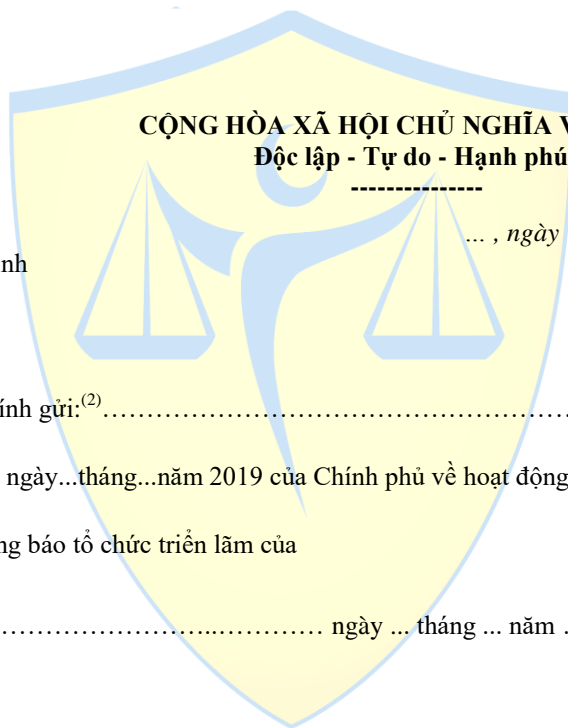 CỘNG HÒA XÃ HỘI CHỦ NGHĨA V
Độc lập - Tự do - Hạnh phú
---------------
... , ngày
nh
ính gửi:(2)……………………………………………………
ngày...tháng...năm 2019 của Chính phủ về hoạt động
ng báo tổ chức triển lãm của
……………………..………… ngày ... tháng ... năm .